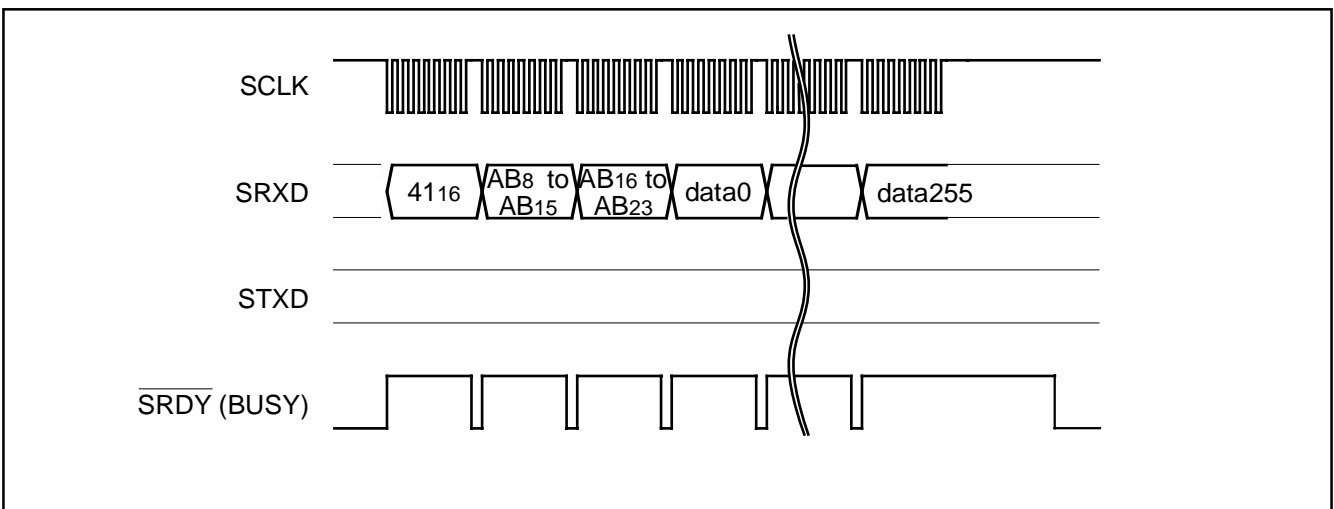 SCLK
SRXD
4116
AB8 to
AB15
AB16 to
AB23
data0
data255
STXD
SRDY (BUSY)